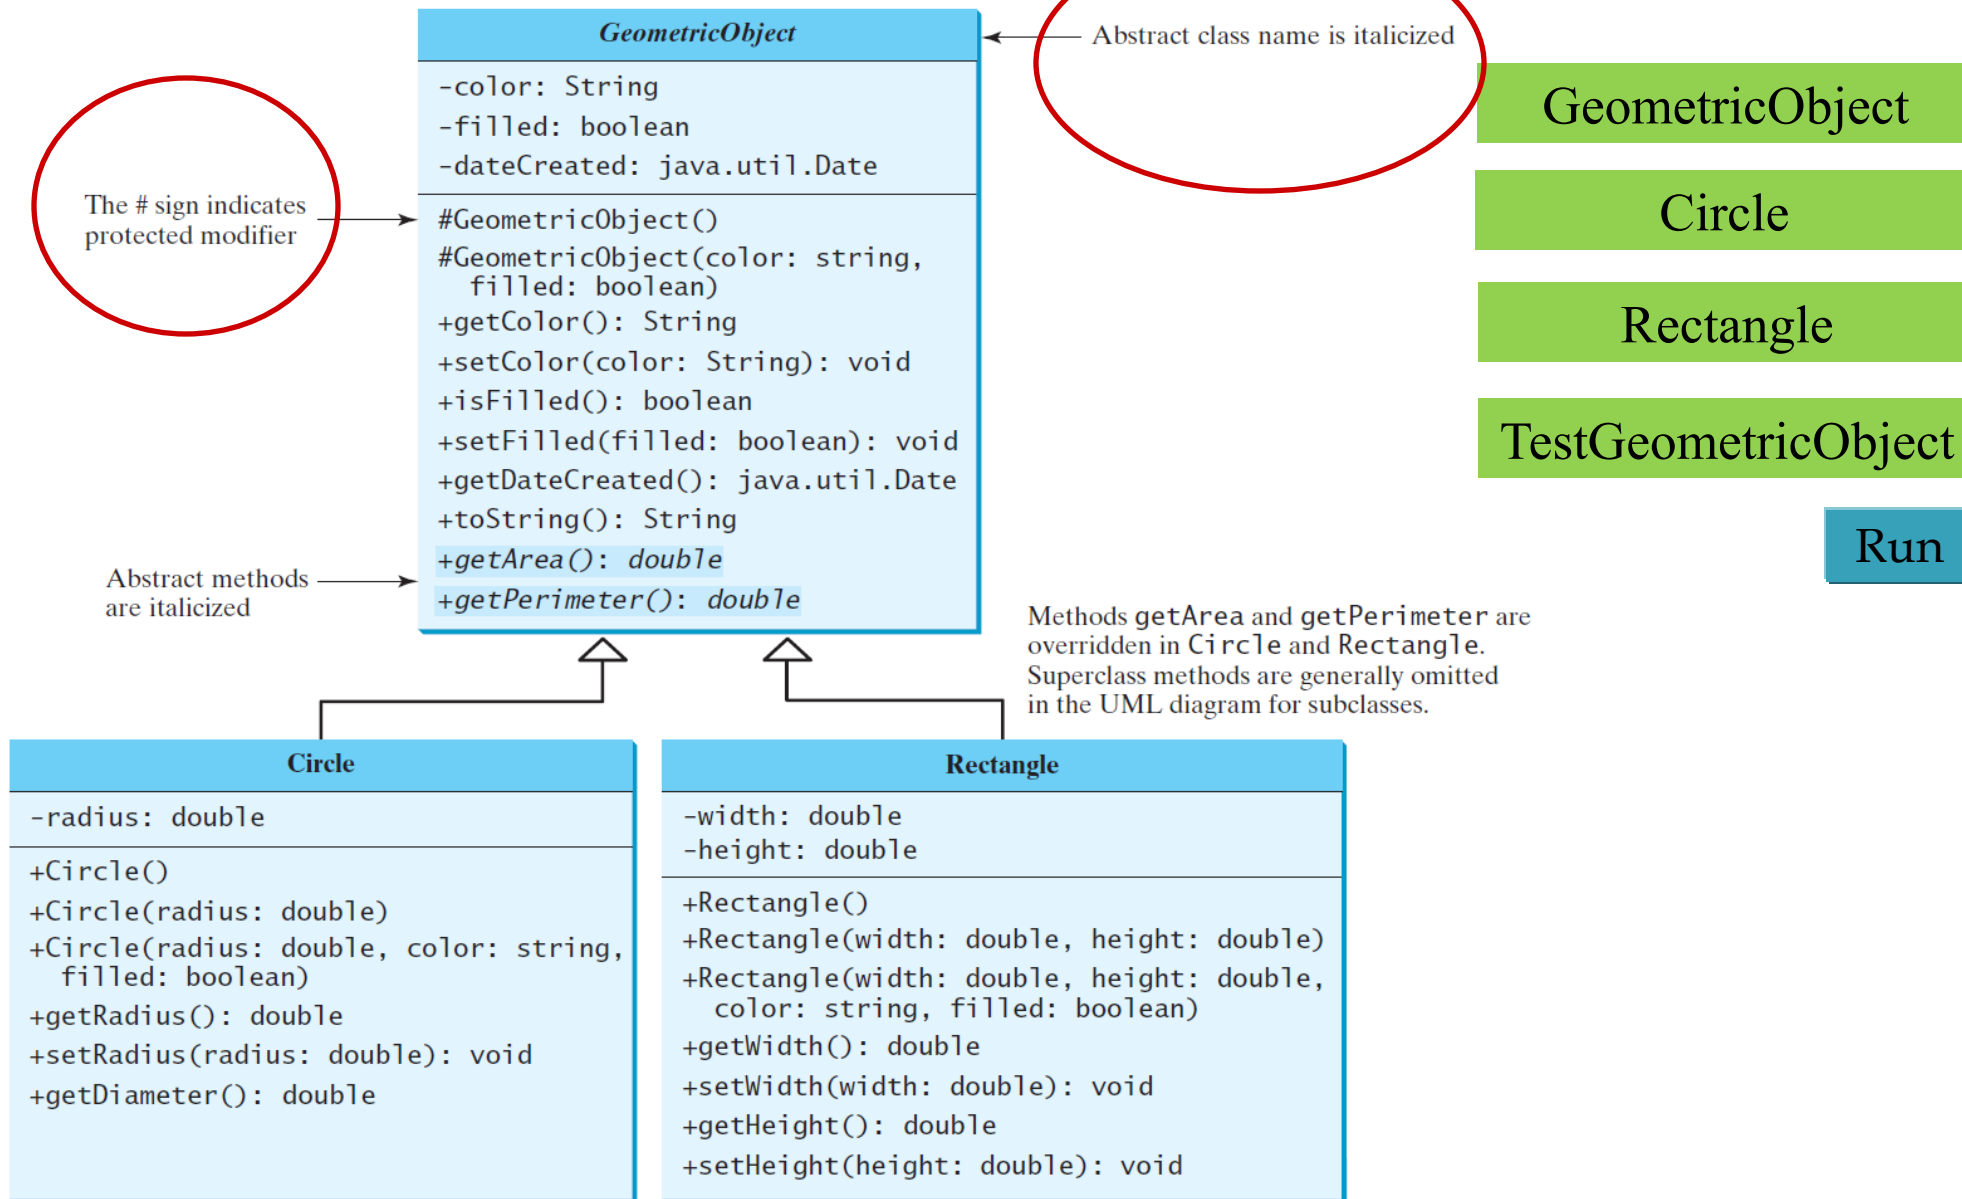 GeometricObject
-color: String
-filled: boolean
-dateCreated: java.util.Date
#GeometricObject()
#GeometricObject(color: string,
filled: boolean)
+getColor(): String
+setColor(color: String): void
+isFilled(): boolean
+setFilled(filled: boolean): void
+getDateCreated(): java.util.Date
+toString(): String
+getArea(): double
+getPerimeter(): double
Abstract class name is italicized
The # sign indicates
protected modifier
Abstract methods
are italicized
GeometricObject
Circle
Rectangle
TestGeometricObject
Run
Methods getArea and getPerimeter are
overridden in Circle and Rectangle.
Superclass methods are generally omitted
in the UML diagram for subclasses.
Circle
-radius: double
+Circle()
+Circle(radius: double)
+Circle(radius: double, color: string,
filled: boolean)
+getRadius(): double
+setRadius(radius: double): void
+getDiameter(): double
Rectangle
-width: double
-height: double
+Rectangle()
+Rectangle(width: double, height: double)
+Rectangle(width: double, height: double,
color: string, filled: boolean)
+getWidth(): double
+setWidth(width: double): void
+getHeight(): double
+setHeight(height: double): void